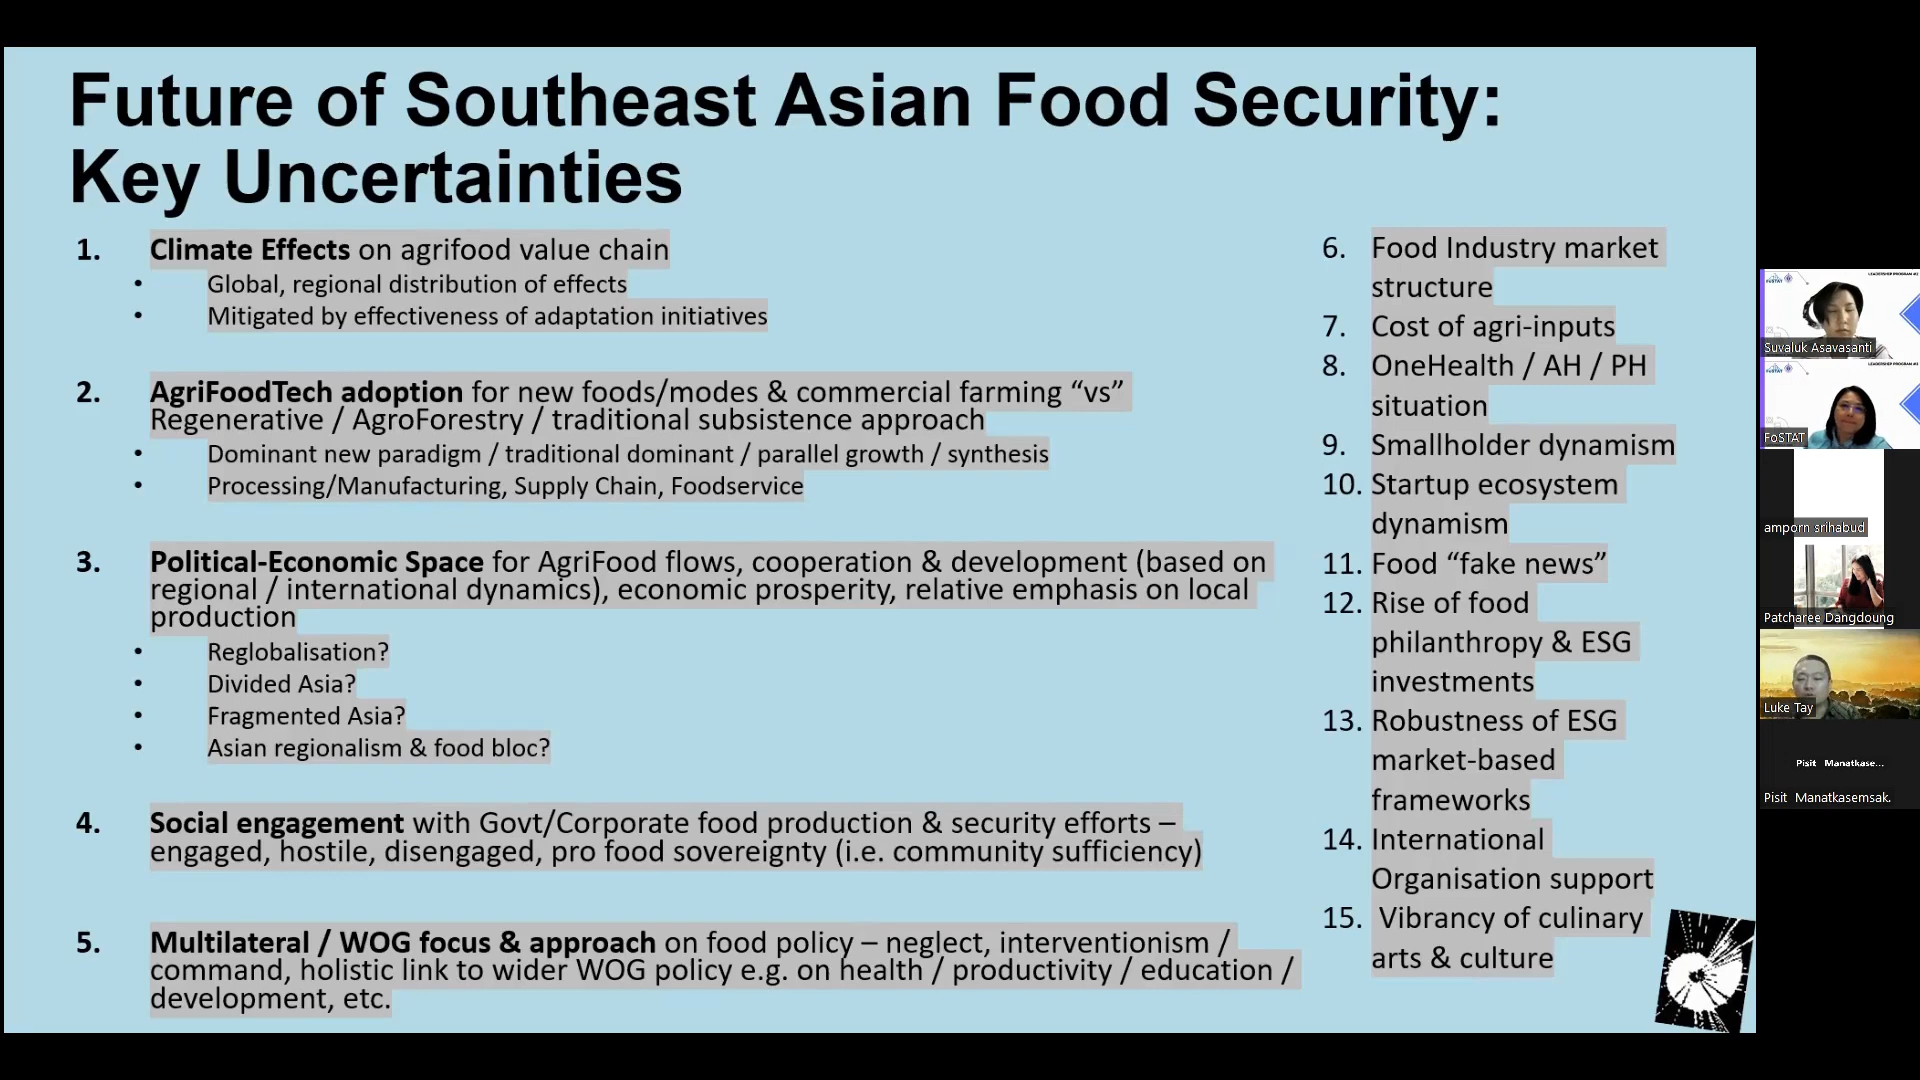 Future of Southeast Asian Food Security:
Key Uncertainties
1. Climate Effects on agrifood value chain
• Global, regional distribution of effects
• Mitigated by effectiveness of adaptation initiatives
2. AgriFoodTech adoption for new foods/modes & commercial farming “vs”
Regenerative / AgroForestry / traditional subsistence approach
• Dominant new paradigm / traditional dominant / parallel growth / synthesis
• Processing/Manufacturing, Supply Chain, Foodservice
3. Political-Economic Space for AgriFood flows, cooperation & development (based on
regional / international dynamics), economic prosperity, relative emphasis on local
production
• Reglobalisation?
• Divided Asia?
• Fragmented Asia?
• Asian regionalism & food bloc?
4. Social engagement with Govt/Corporate food production & security efforts –
engaged, hostile, disengaged, pro food sovereignty (i.e. community sufficiency)
5. Multilateral / WOG focus & approach on food policy – neglect, interventionism /
command, holistic link to wider WOG policy e.g. on health / productivity / education /
development, etc.
6. Food Industry market
structure
7. Cost of agri-inputs
8. OneHealth / AH / PH
situation
9. Smallholder dynamism
10. Startup ecosystem
dynamism
11. Food “fake news”
12. Rise of food
philanthropy & ESG
investments
13. Robustness of ESG
market-based
frameworks
14. International
Organisation support
15. Vibrancy of culinary
arts & culture
FoSTAT
LEADERSHIP PROGRAM #2
Suvaluk Asavasanti
FoSTAT
LEADERSHIP PROGRAM #2
FoSTAT
amporn srihabud
Patcharee Dangdoung
Luke Tay
Pisit Manatkase...
Pisit Manatkasemsak.